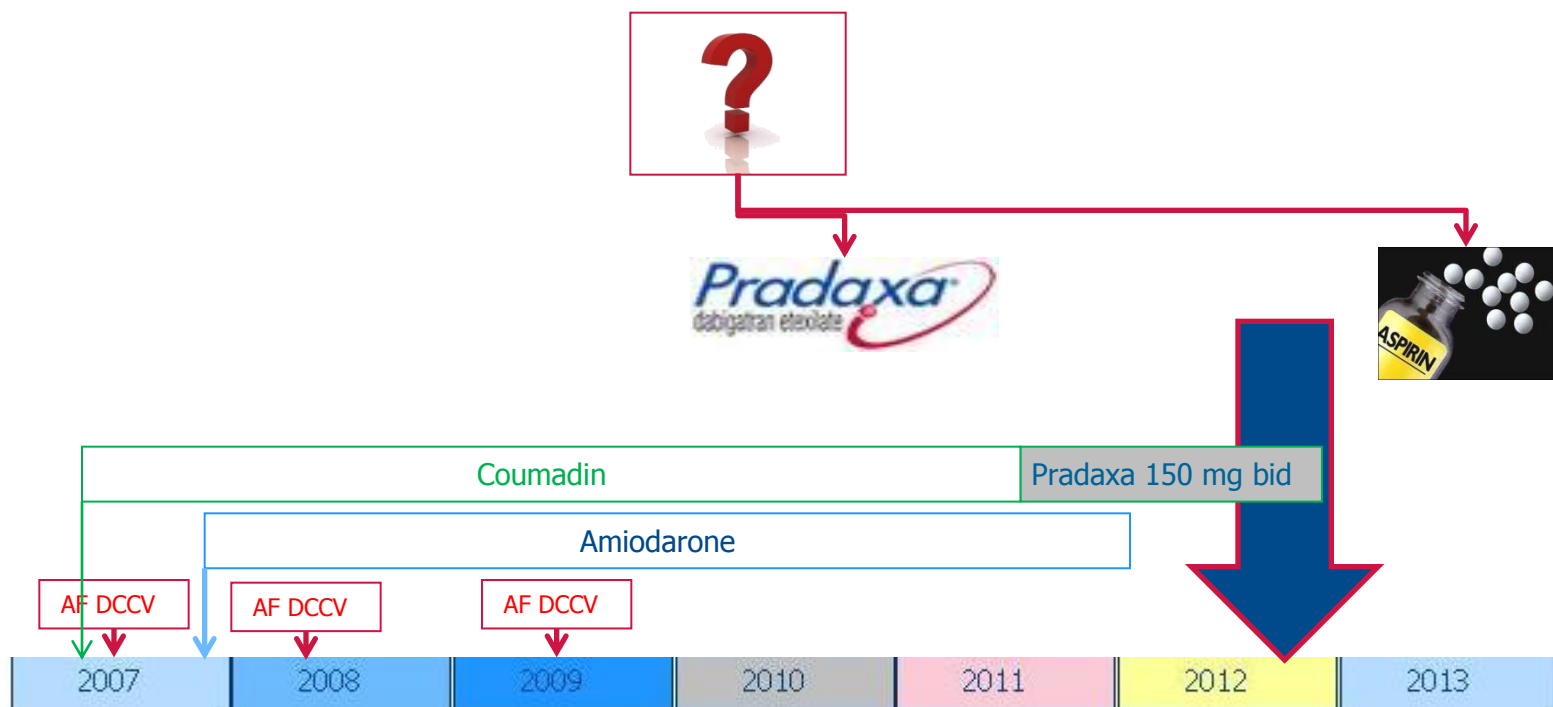 ?
Pradaxa
dabigatran etexilate
ASPIRIN
Coumadin
Pradaxa 150 mg bid
Amiodarone
AF DCCV
AF DCCV
AF DCCV
2007 2008 2009 2010 2011 2012 2013